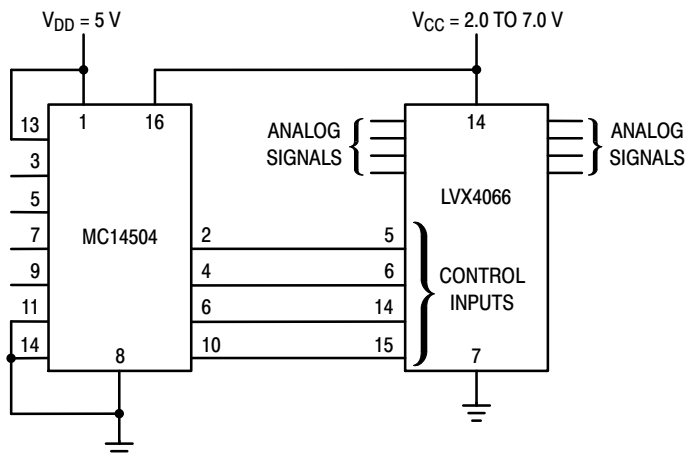 V_DD = 5 V
V_CC = 2.0 TO 7.0 V
13
1
16
14
ANALOG
SIGNALS
ANALOG
SIGNALS
3
5
LVX4066
7
MC14504
2
5
9
4
6
CONTROL
INPUTS
11
6
14
14
8
10
15
7